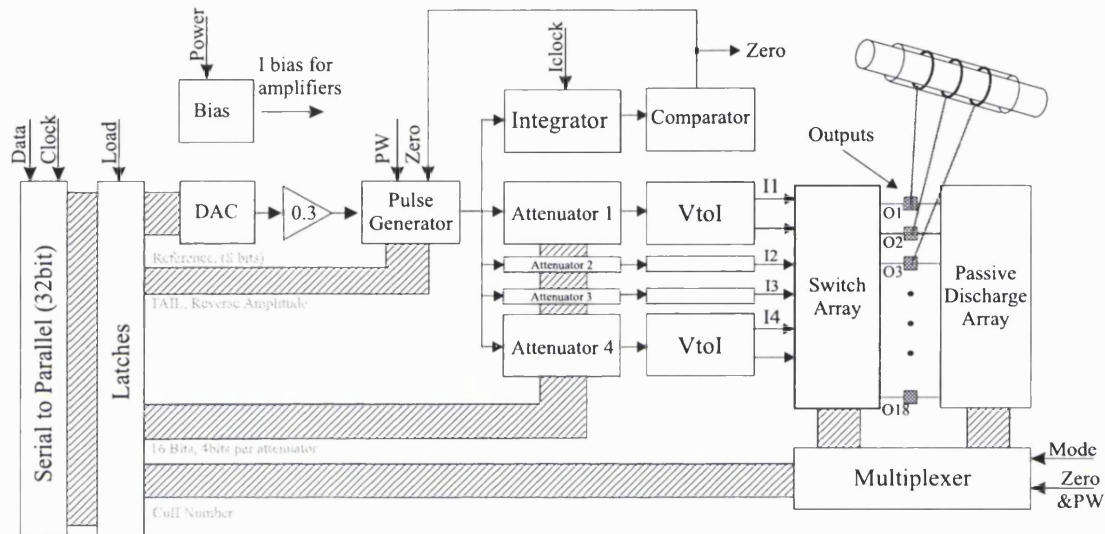 Power
I bias for
amplifiers
Bias
Iclock
Zero
Integrator
Comparator
Outputs
Data
Clock
Load
PW
Zero
DAC
0.3
Pulse
Generator
Attenuator 1
VtoI
I1
O1
O2
O3
O18
Reference, (8 bits)
Attenuator 2
I2
Attenuator 3
I3
TAIL, Reverse Amplitude
Attenuator 4
VtoI
I4
Switch
Array
Passive
Discharge
Array
Serial to Parallel (32bit)
Latches
16 Bits, 4bits per attenuator
Cuff Number
Multiplexer
Mode
Zero
&PW